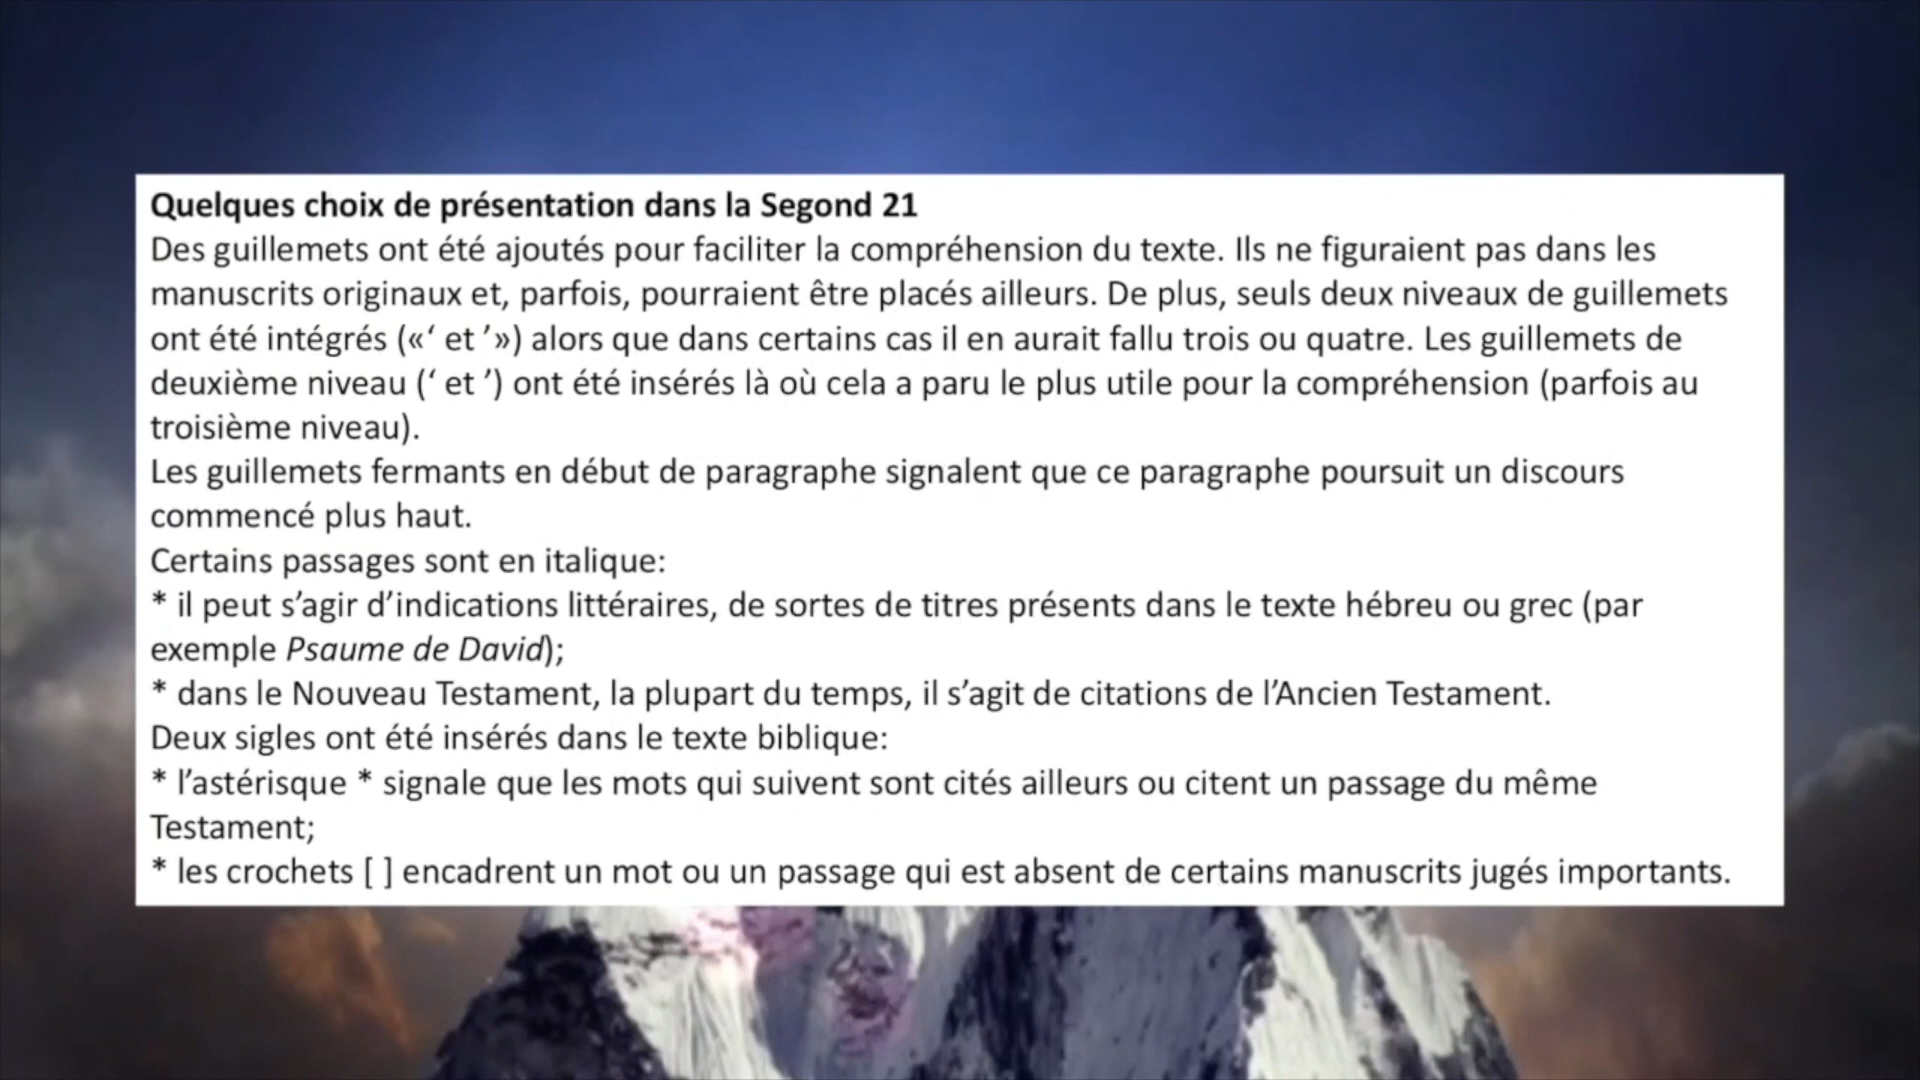 Quelques choix de présentation dans la Segond 21
Des guillemets ont été ajoutés pour faciliter la compréhension du texte. Ils ne figuraient pas dans les
manuscrits originaux et, parfois, pourraient être placés ailleurs. De plus, seuls deux niveaux de guillemets
ont été intégrés («‘ et ’») alors que dans certains cas il en aurait fallu trois ou quatre. Les guillemets de
deuxième niveau (‘ et ’) ont été insérés là où cela a paru le plus utile pour la compréhension (parfois au
troisième niveau).
Les guillemets fermants en début de paragraphe signalent que ce paragraphe poursuit un discours
commencé plus haut.
Certains passages sont en italique:
* il peut s’agir d’indications littéraires, de sortes de titres présents dans le texte hébreu ou grec (par
exemple Psaume de David);
* dans le Nouveau Testament, la plupart du temps, il s’agit de citations de l’Ancien Testament.
Deux sigles ont été insérés dans le texte biblique:
* l’astérisque * signale que les mots qui suivent sont cités ailleurs ou citent un passage du même
Testament;
* les crochets [ ] encadrent un mot ou un passage qui est absent de certains manuscrits jugés importants.